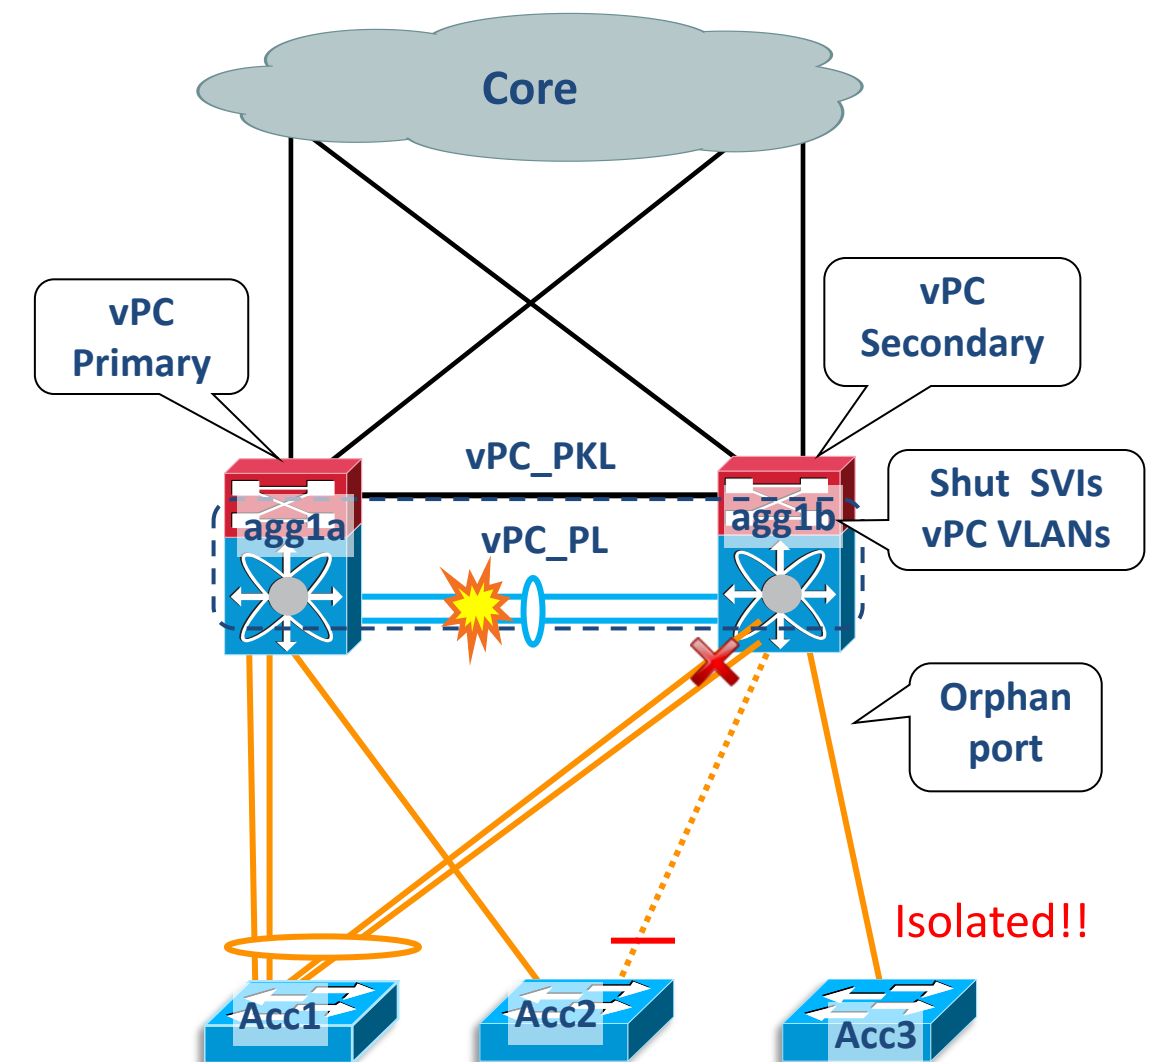 Core
vPC
Primary
vPC
Secondary
vPC_PKL
Shut SVIs
vPC VLANs
agg1a
agg1b
vPC_PL
Orphan
port
Isolated!!
Acc1
Acc2
Acc3